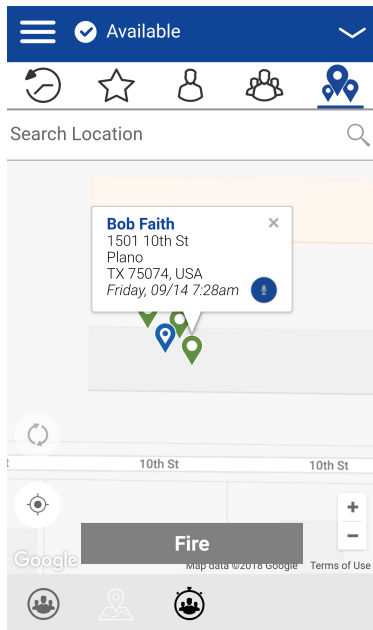 Available
Search Location
Bob Faith
×
1501 10th St
Plano
TX 75074, USA
Friday, 09/14 7:28am
10th St
10th St
+
−
Fire
Google
Map data ©2018 Google
Terms of Use